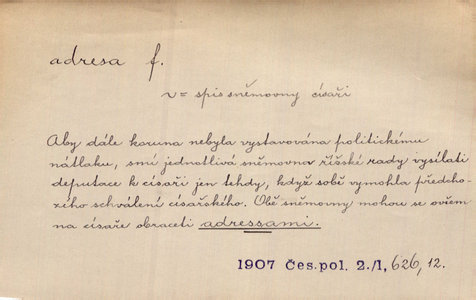 adresa f.
v = spis sněmovny císaři
Aby dále koruna nebyla vystavována politickému
nátlaku, smí jednotlivá sněmovna říšské rady vysílati
deputace k císaři jen tehdy, když sobě vymohla předcho-
zího schválení císařského. Obě sněmovny mohou se ovšem
na císaře obraceti adressami.
1907 Čes. pol. 2./1, 626, 12.